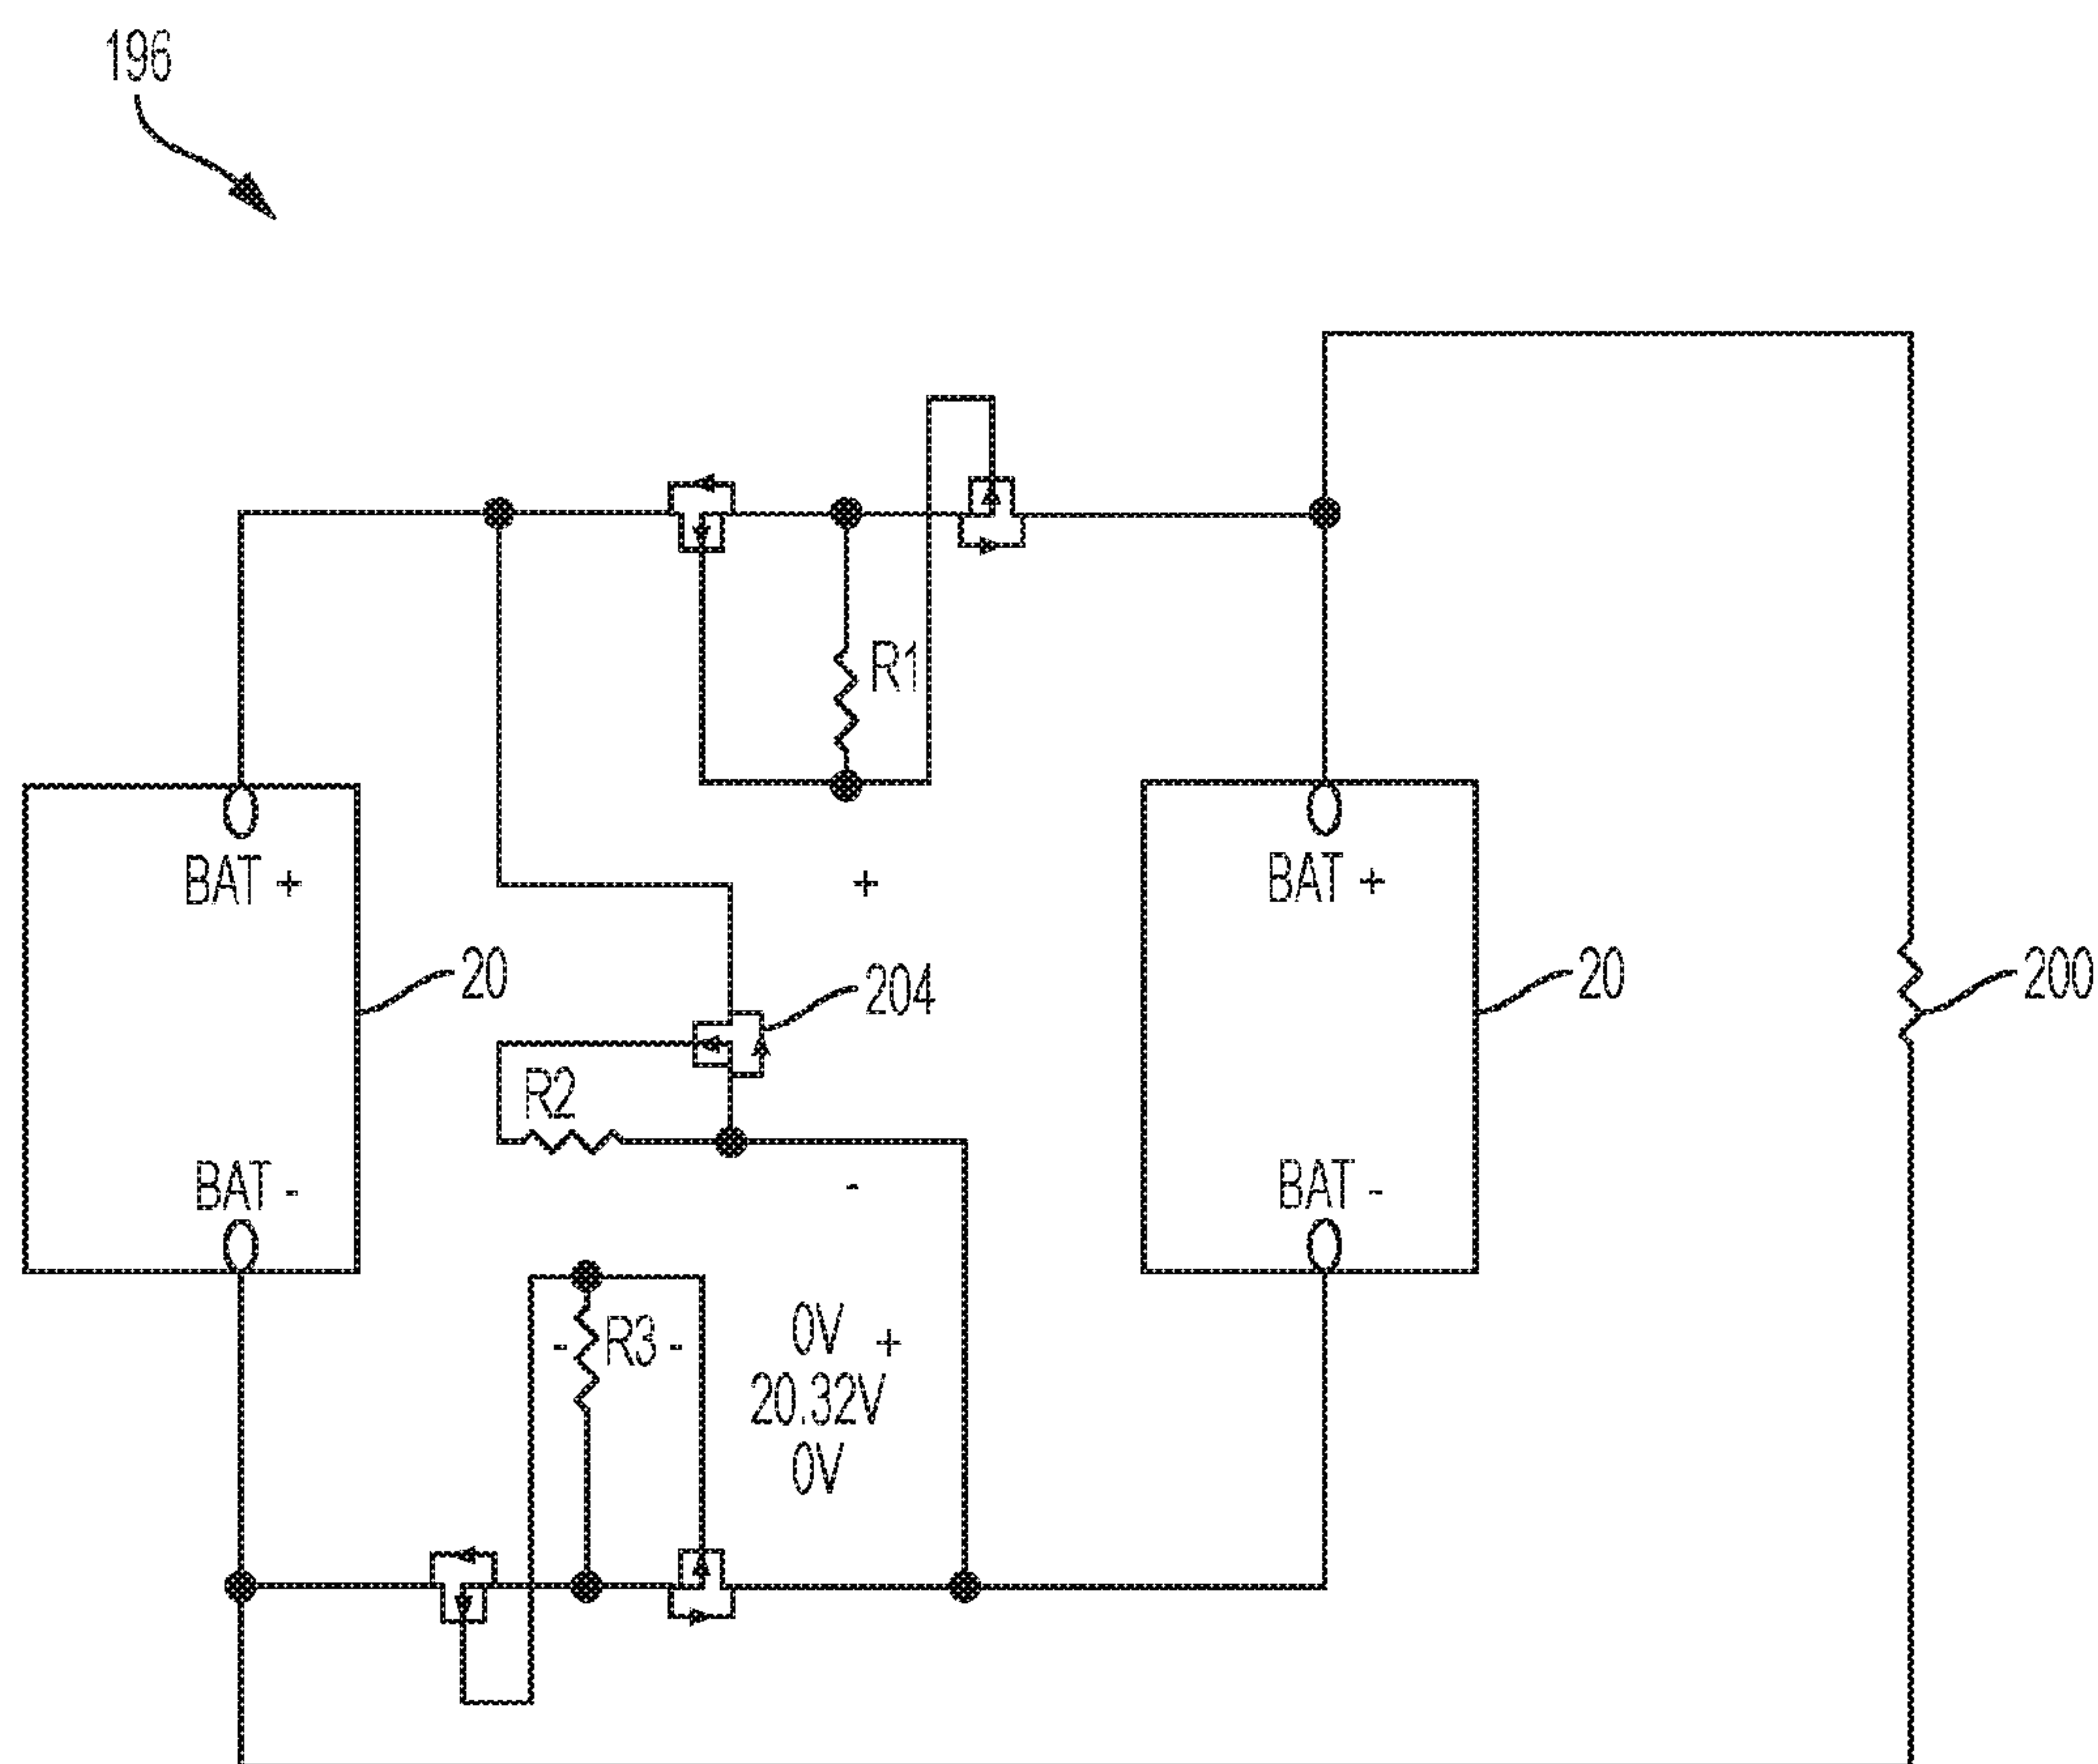 196
R1
BAT +
+
BAT +
20
204
20
200
R2
BAT -
-
BAT -
- R3 -
0V +
20.32V
0V